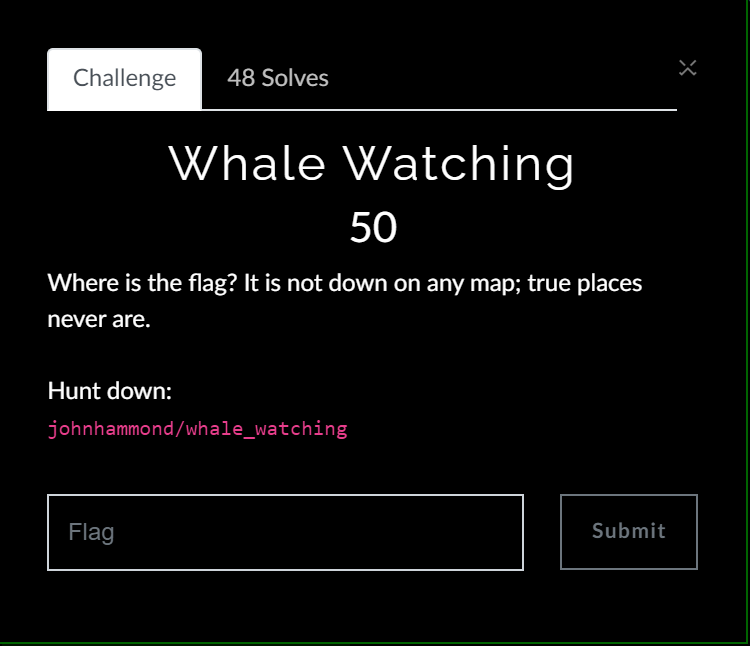 Challenge
48 Solves
Whale Watching
50
Where is the flag? It is not down on any map; true places
never are.
Hunt down:
johnhammond/whale_watching
Flag
Submit